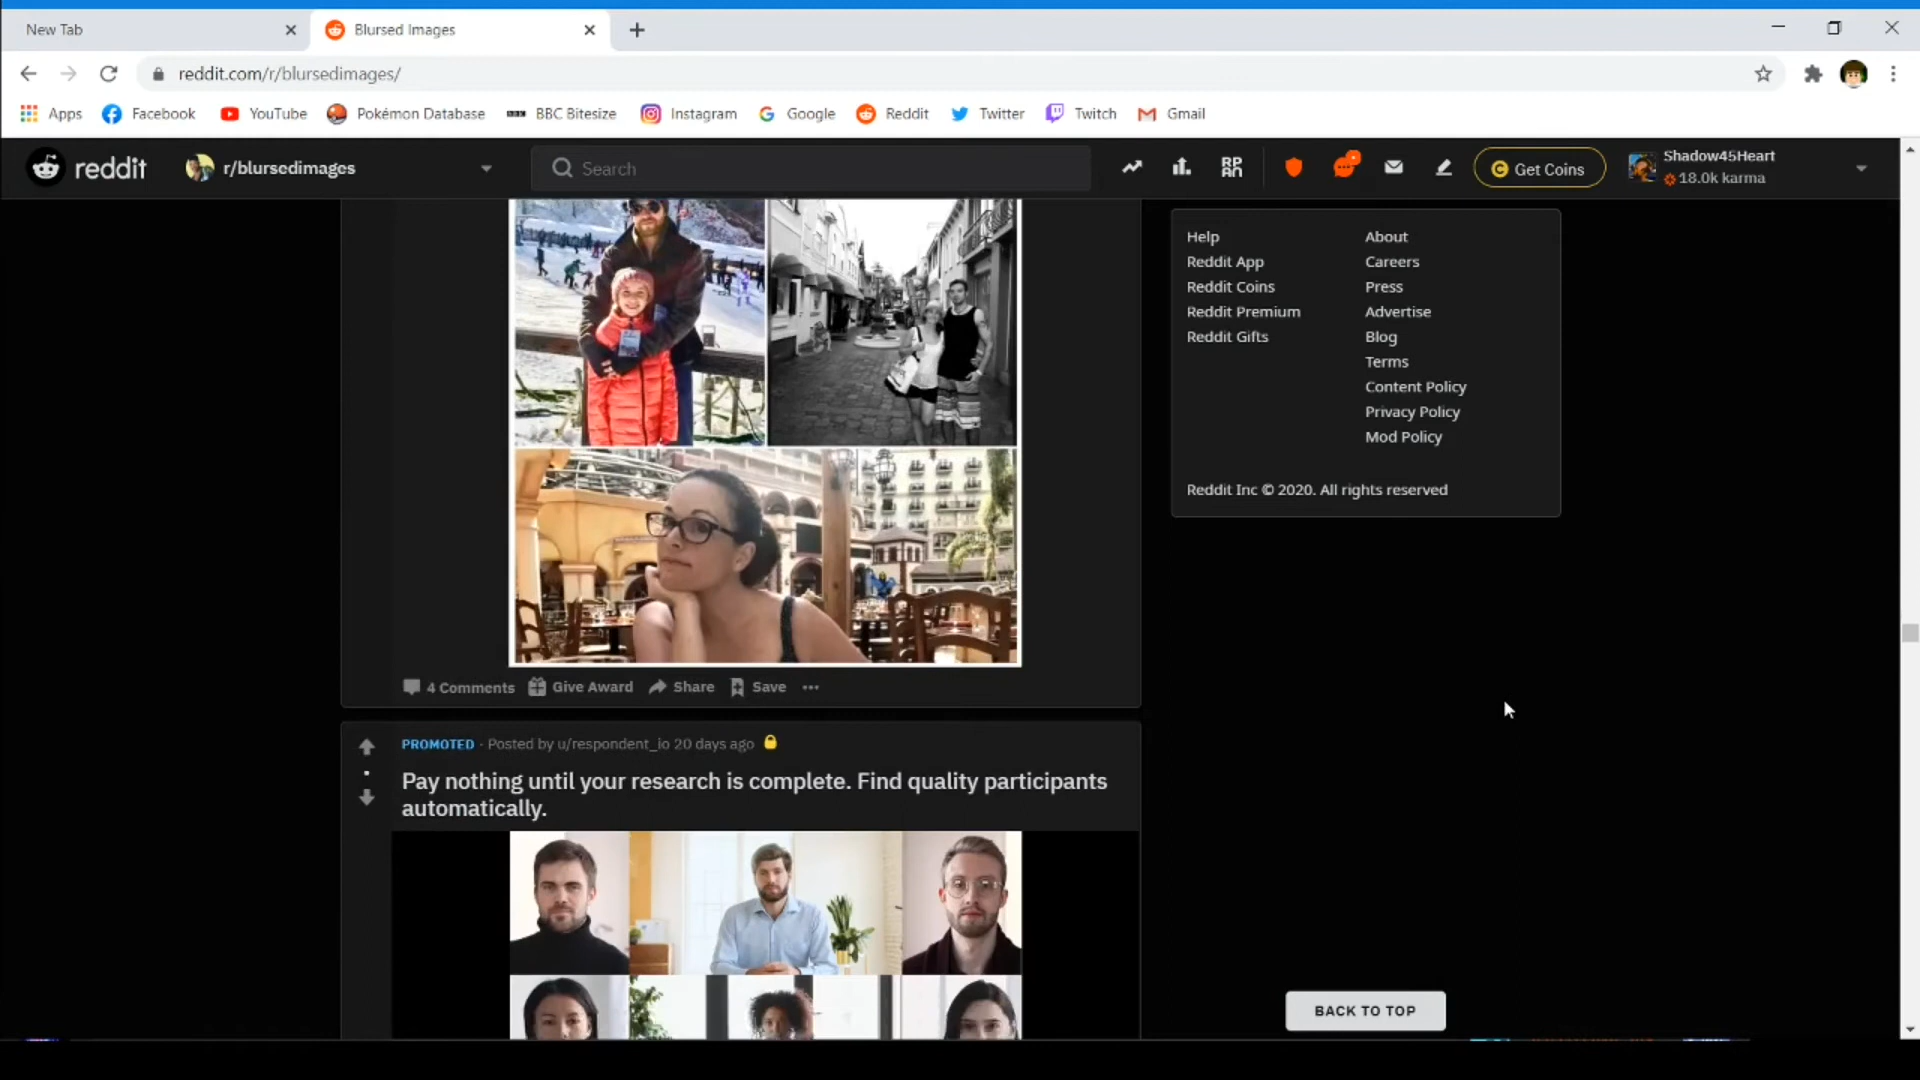 New Tab
Blursed Images
reddit.com/r/blursedimages/
Apps Facebook YouTube Pokémon Database BBC Bitesize Instagram Google Reddit Twitter Twitch Gmail
reddit r/blursedimages Search Get Coins Shadow45Heart
18.0k karma
Help About
Reddit App Careers
Reddit Coins Press
Reddit Premium Advertise
Reddit Gifts Blog
Terms
Content Policy
Privacy Policy
Mod Policy
Reddit Inc © 2020. All rights reserved
4 Comments Give Award Share Save
PROMOTED · Posted by u/respondent_io 20 days ago
Pay nothing until your research is complete. Find quality participants
automatically.
BACK TO TOP